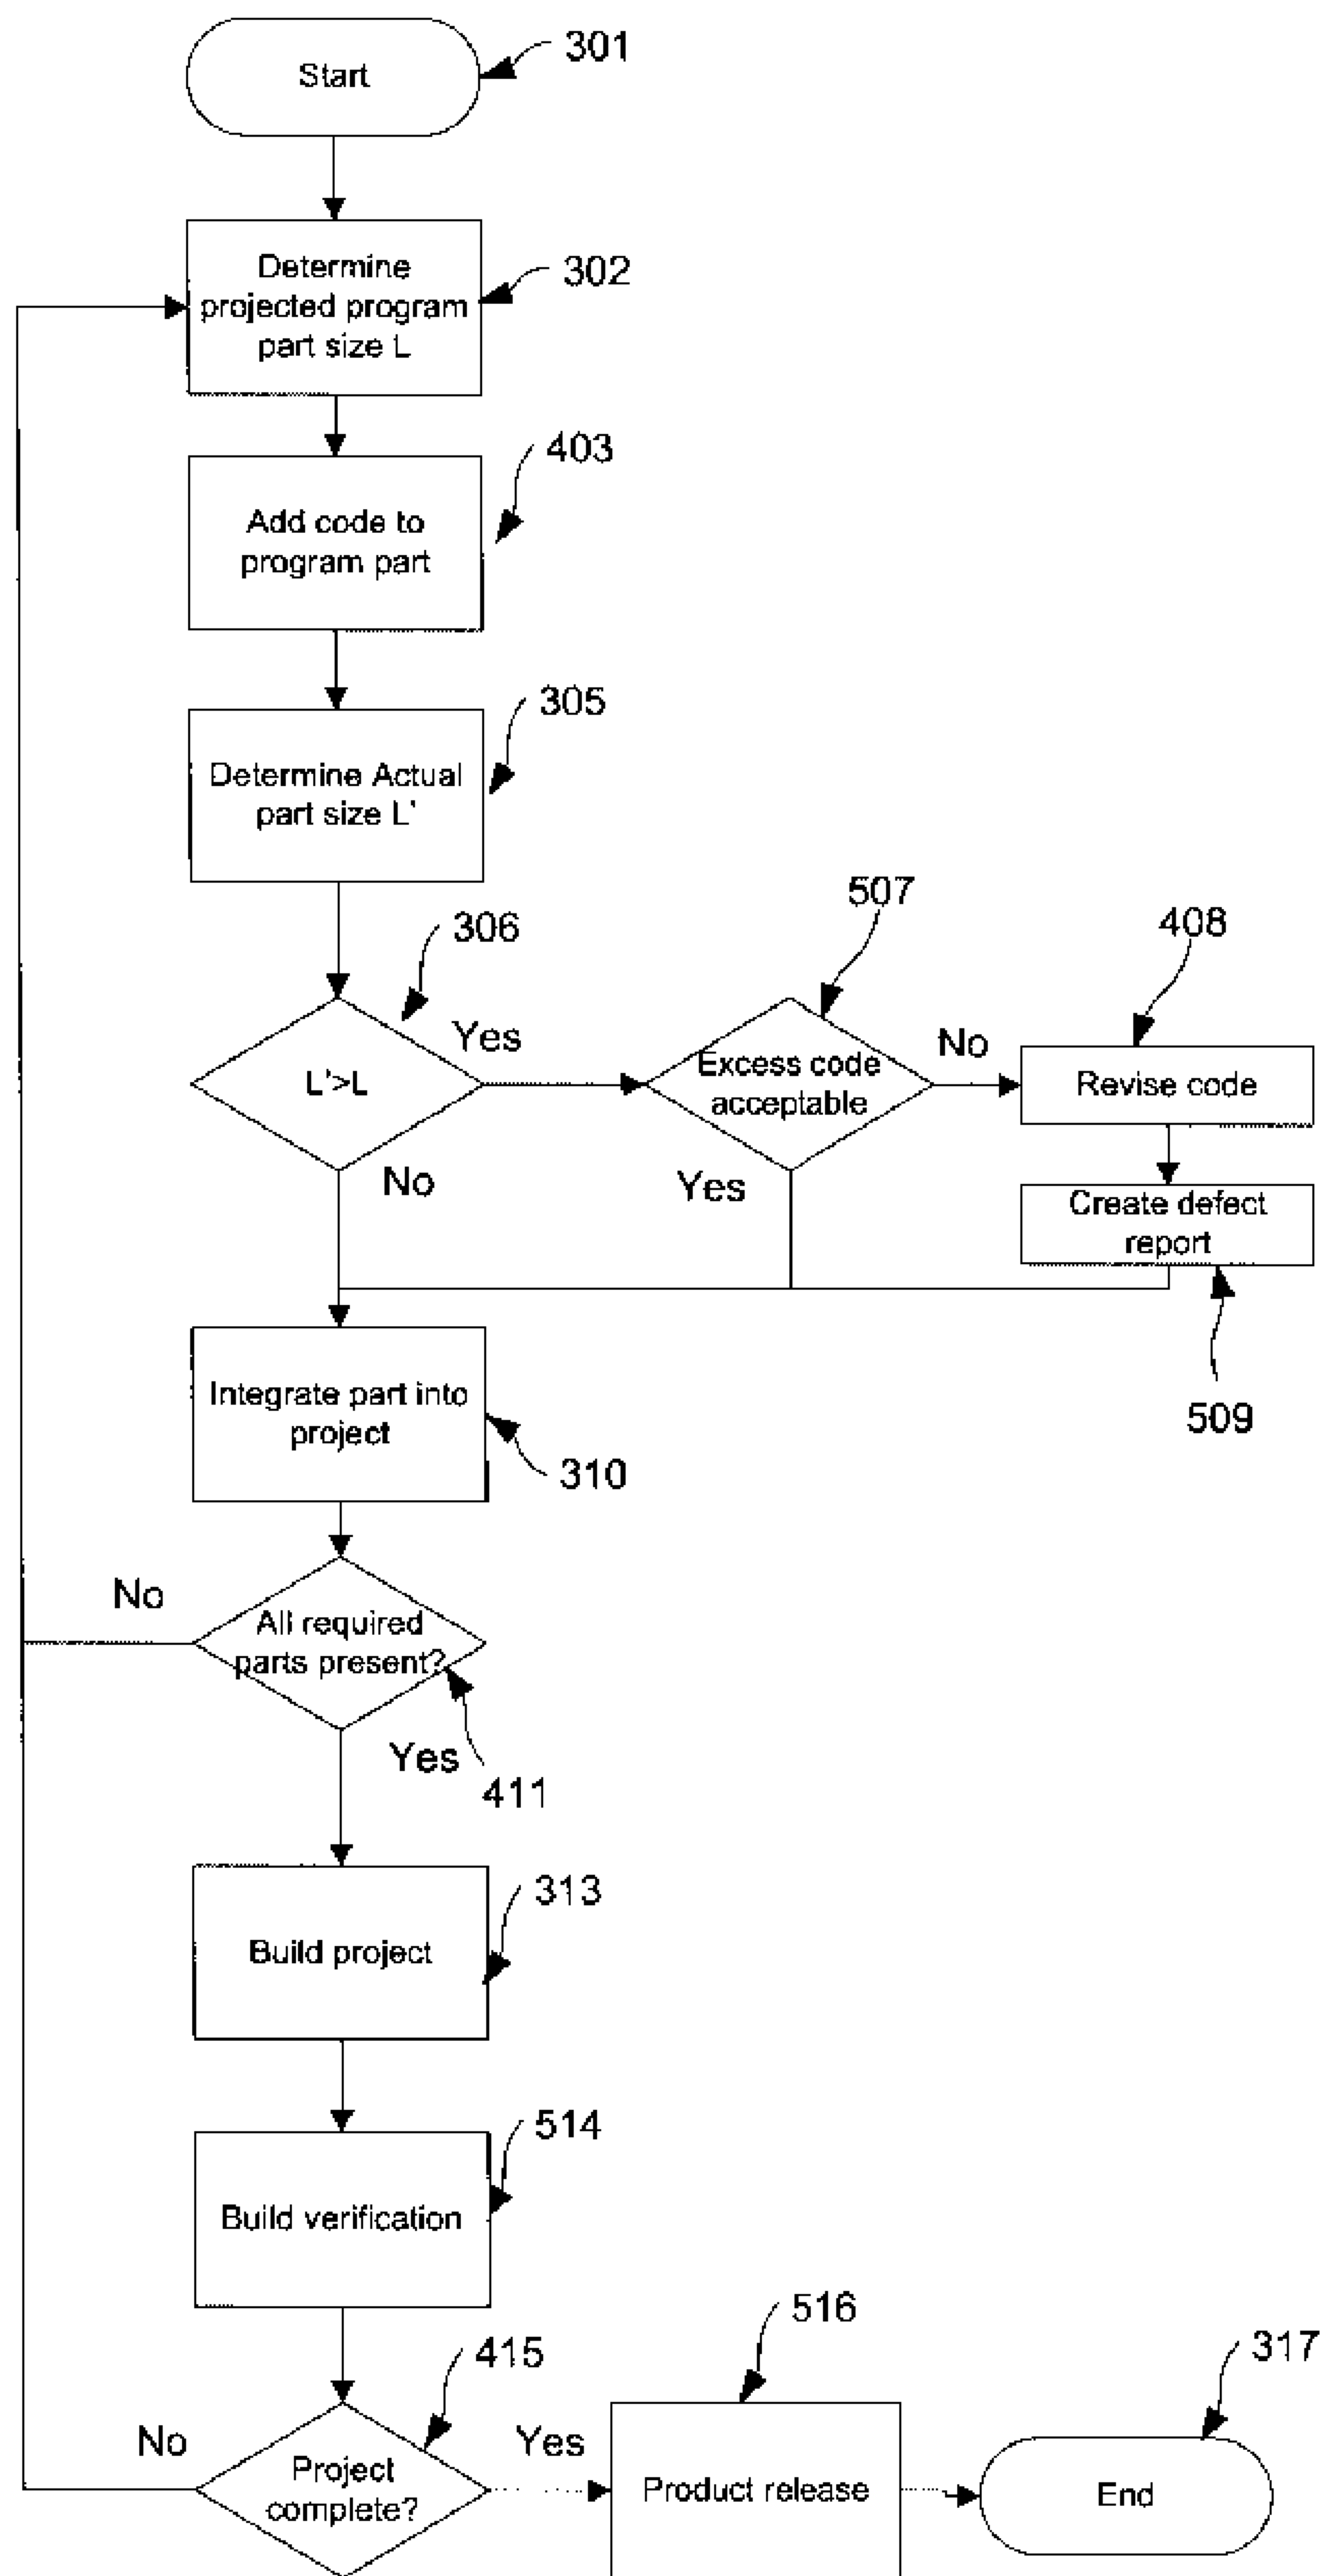 Start
301
Determine
projected program
part size L
302
Add code to
program part
403
Determine Actual
part size L'
305
L'>L
306
Yes
No
Excess code
acceptable
507
No
Yes
Revise code
408
Create defect
report
509
Integrate part into
project
310
All required
parts present?
No
Yes
411
Build project
313
Build verification
514
Project
complete?
415
No
Yes
Product release
516
End
317